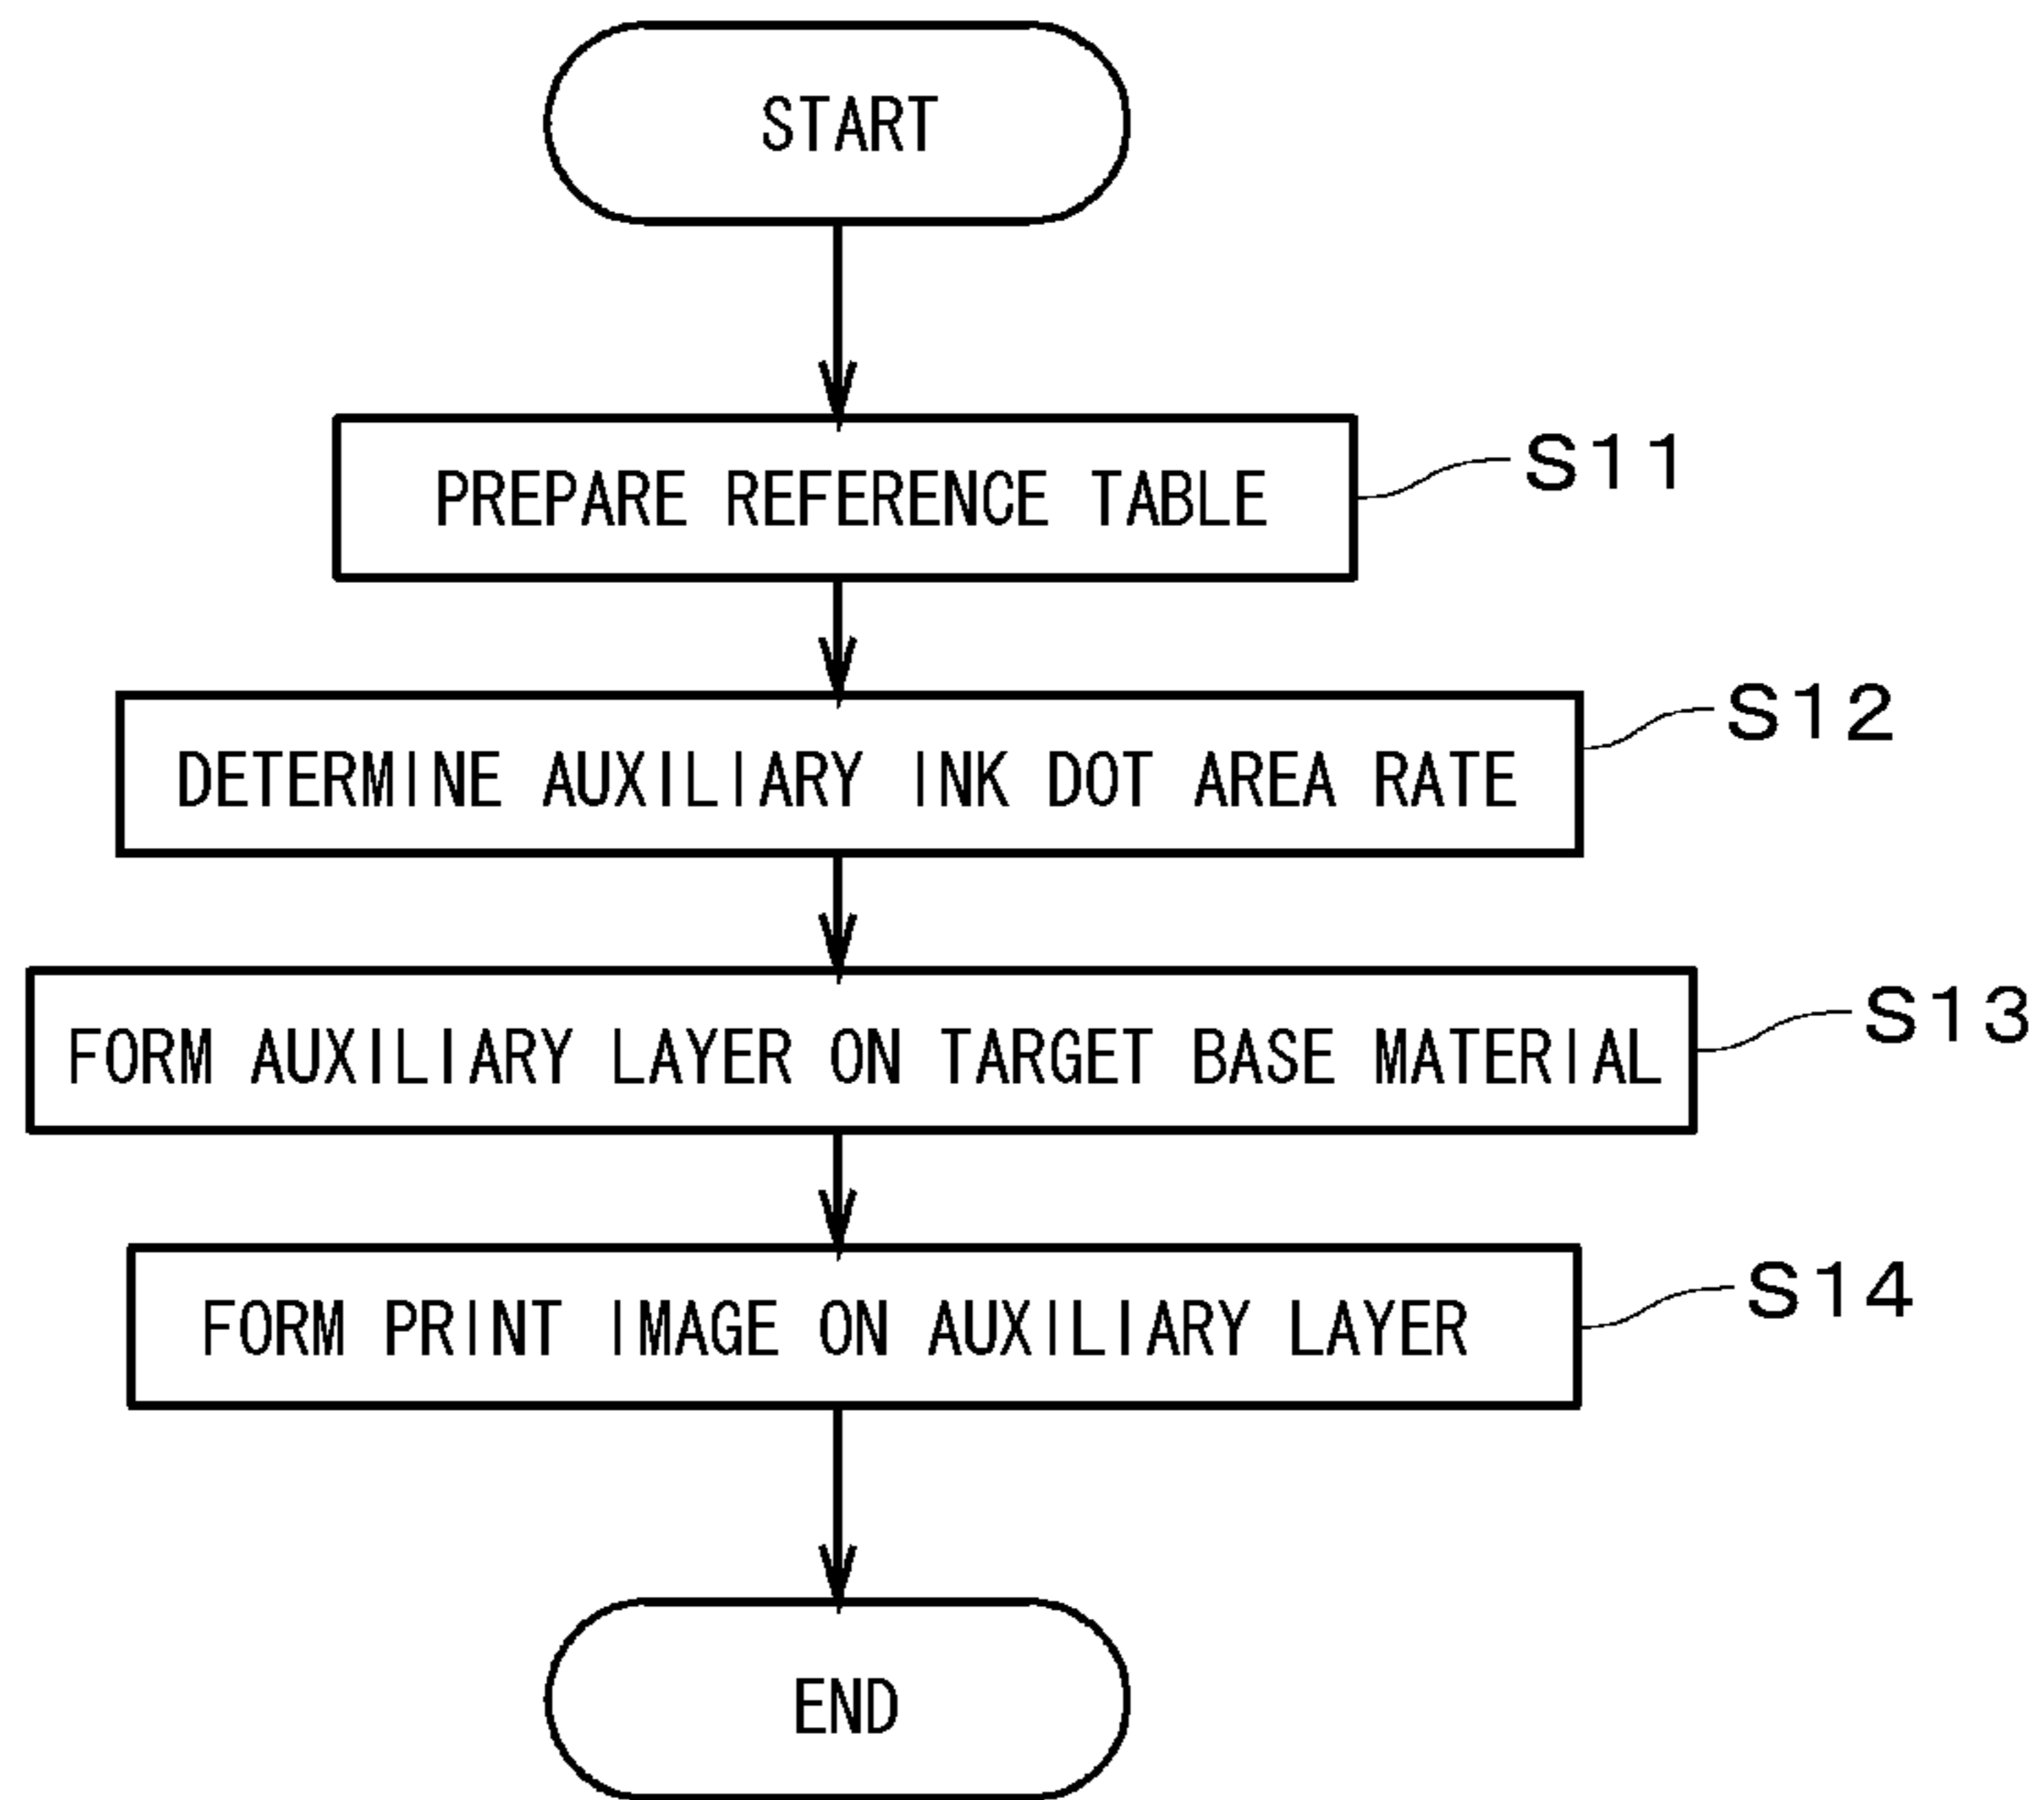 START
PREPARE REFERENCE TABLE
S11
DETERMINE AUXILIARY INK DOT AREA RATE
S12
FORM AUXILIARY LAYER ON TARGET BASE MATERIAL
S13
FORM PRINT IMAGE ON AUXILIARY LAYER
S14
END